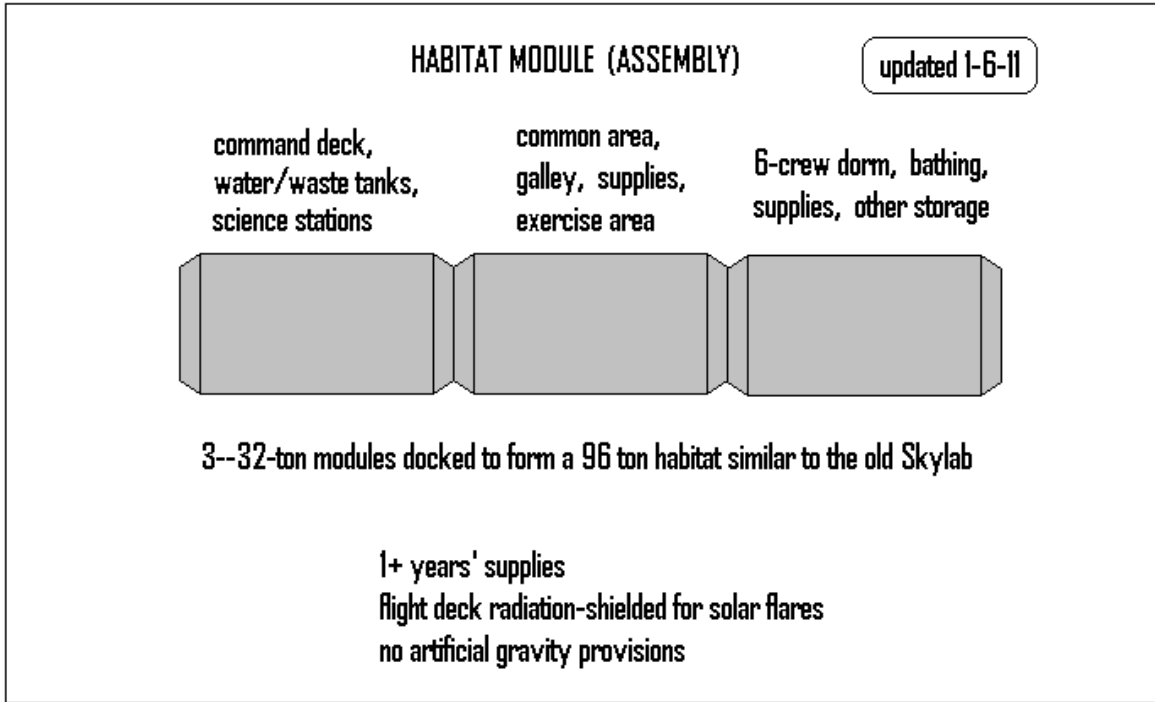 HABITAT MODULE (ASSEMBLY)
updated 1-6-11
command deck,
water/waste tanks,
science stations
common area,
galley, supplies,
exercise area
6-crew dorm, bathing,
supplies, other storage
3--32-ton modules docked to form a 96 ton habitat similar to the old Skylab
1+ years' supplies
flight deck radiation-shielded for solar flares
no artificial gravity provisions